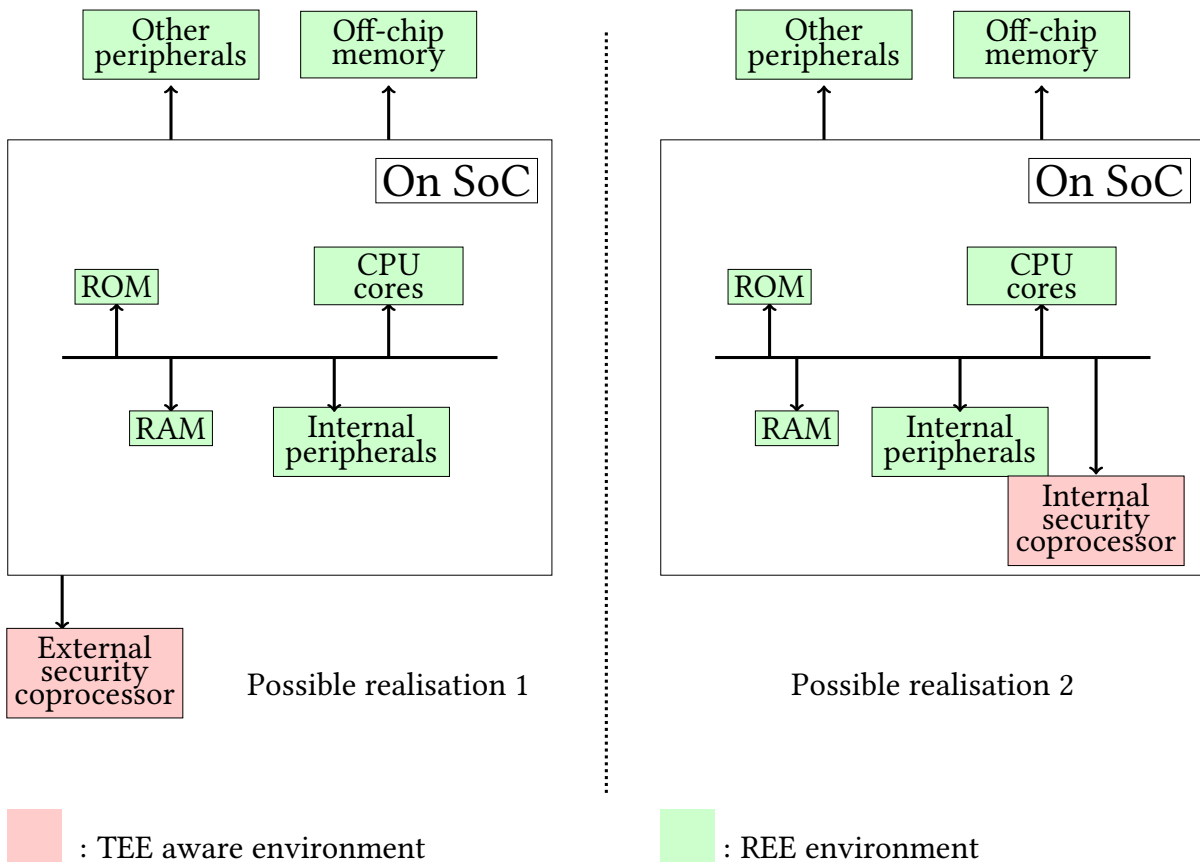 Other
peripherals
Off-chip
memory
On SoC
ROM
CPU
cores
RAM
Internal
peripherals
External
security
coprocessor
Possible realisation 1
Other
peripherals
Off-chip
memory
On SoC
ROM
CPU
cores
RAM
Internal
peripherals
Internal
security
coprocessor
Possible realisation 2
: TEE aware environment
: REE environment